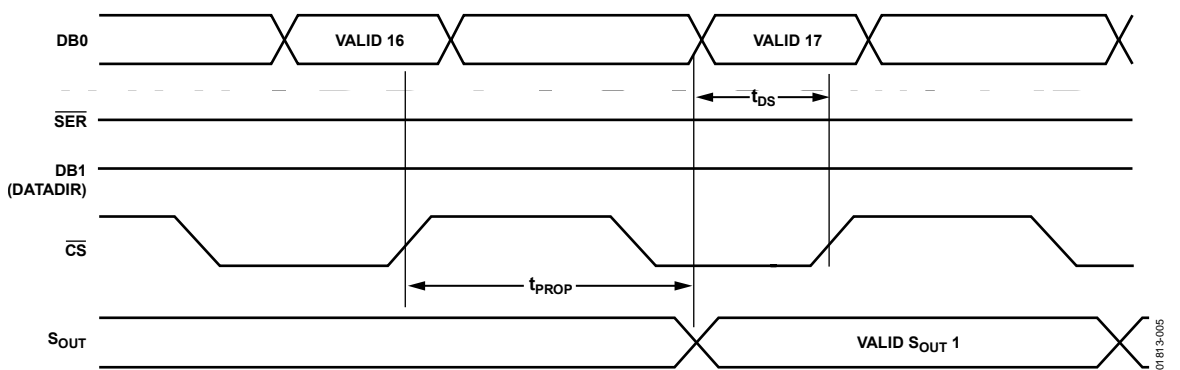 DB0
VALID 16
VALID 17
tDS
SER
DB1
(DATADIR)
CS
tPROP
SOUT
VALID SOUT 1
01813-005